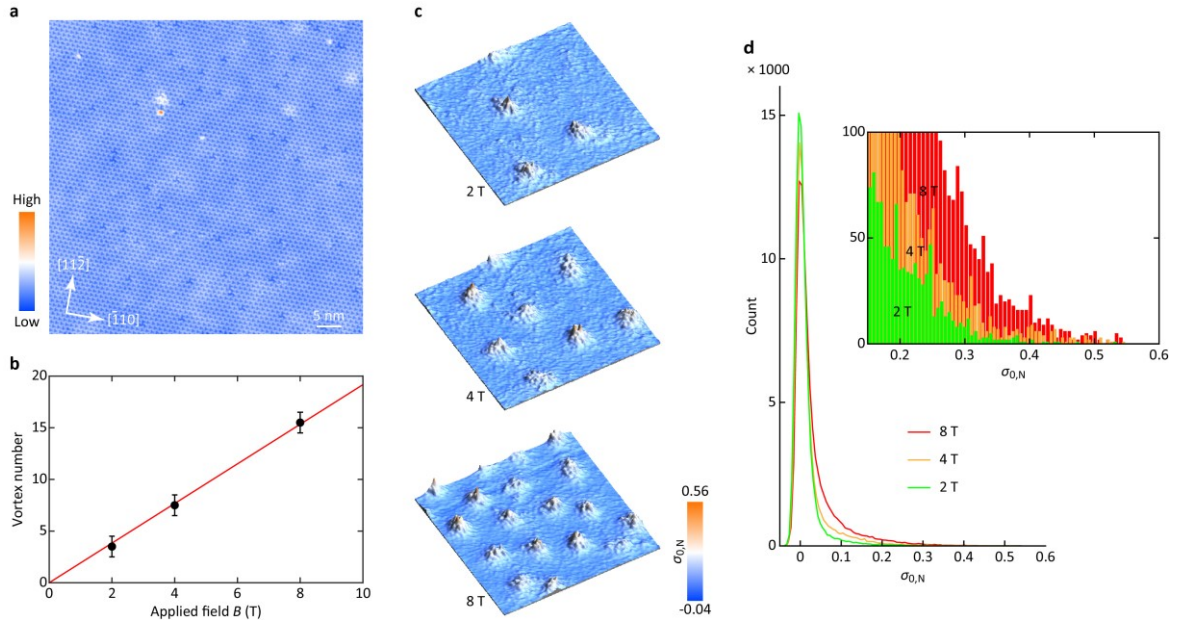 a
High
Low
[112̄]
[1̄10]
5 nm
b
20
15
10
5
0
Vortex number
0 2 4 6 8 10
Applied field B (T)
c
2 T
4 T
8 T
0.56
σ0,N
-0.04
d
× 1000
15
10
5
0
Count
0 0.1 0.2 0.3 0.4 0.5 0.6
σ0,N
100
50
0
8 T
4 T
2 T
0.2 0.3 0.4 0.5 0.6
σ0,N
8 T
4 T
2 T